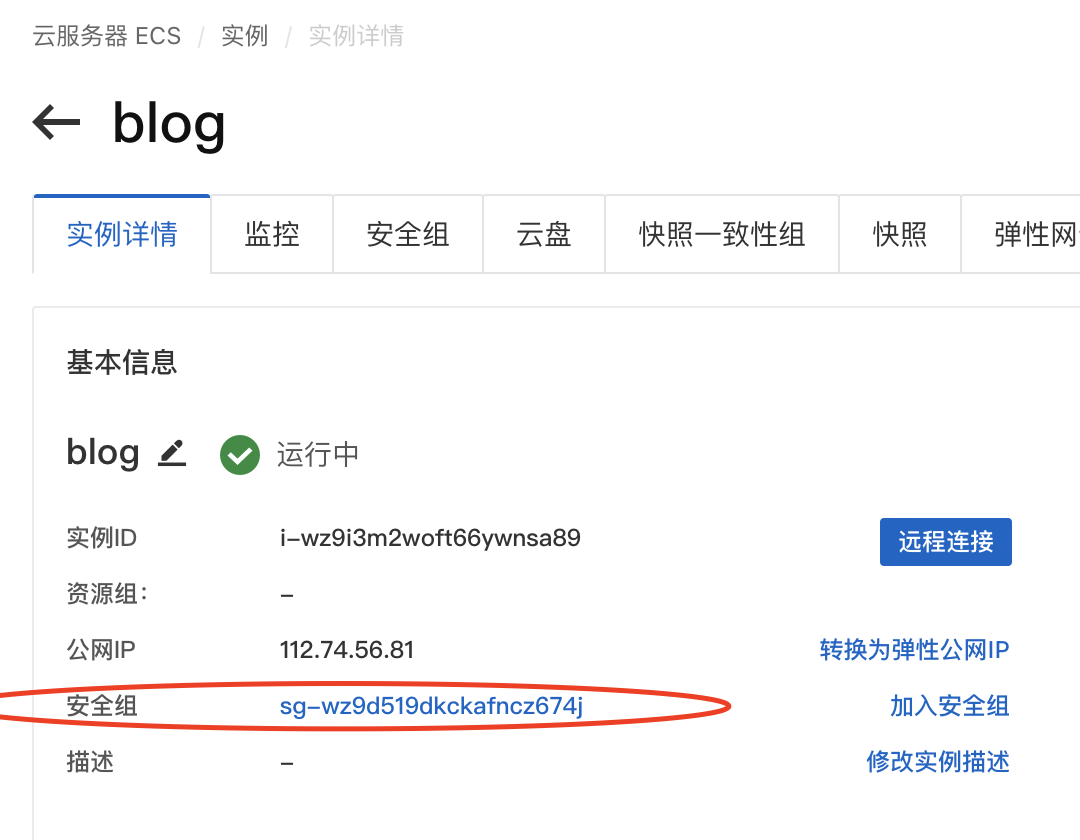 云服务器 ECS / 实例 / 实例详情
blog
实例详情 监控 安全组 云盘 快照一致性组 快照 弹性网
基本信息
blog 运行中
实例ID i-wz9i3m2woft66ywnsa89 远程连接
资源组: -
公网IP 112.74.56.81 转换为弹性公网IP
安全组 sg-wz9d519dkckafncz674j 加入安全组
描述 - 修改实例描述